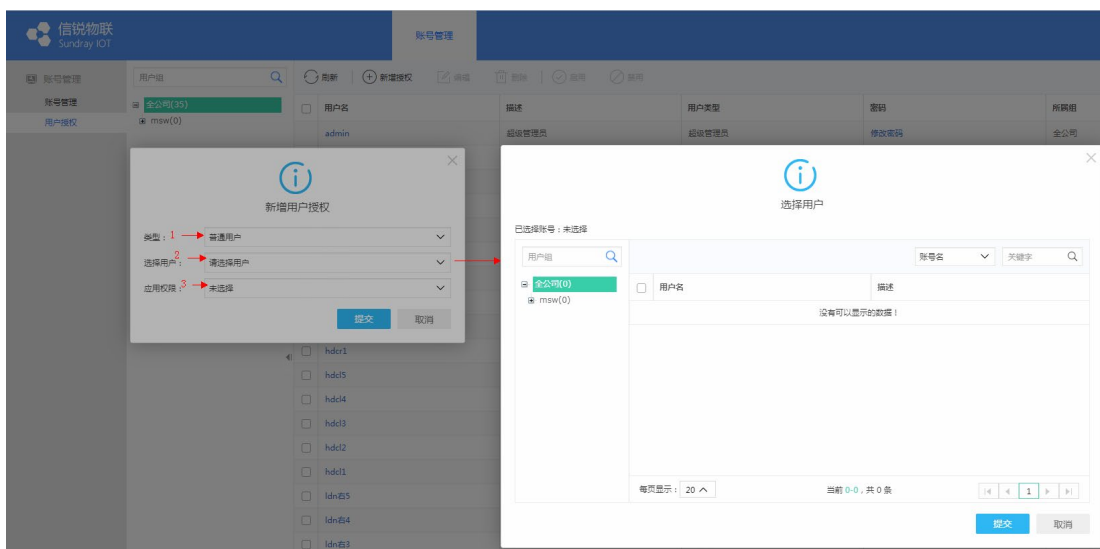 信锐物联
Sundray IOT
账号管理
账号管理
账号管理
用户授权
用户组
全公司(35)
msw(0)
刷新 新增授权 编辑 删除 启用 禁用
用户名 描述 用户类型 密码 所属组
admin 超级管理员 超级管理员 修改密码 全公司
新增用户授权
类型： 1 普通用户
选择用户： 2 请选择用户
应用权限： 3 未选择
提交 取消
hdcr1
hdcl5
hdcl4
hdcl3
hdcl2
hdcl1
ldn右5
ldn右4
ldn右3
选择用户
已选择账号：未选择
用户组
全公司(0)
msw(0)
账号名 关键字
用户名 描述
没有可以显示的数据！
每页显示： 20 当前 0-0，共 0 条 1
提交 取消